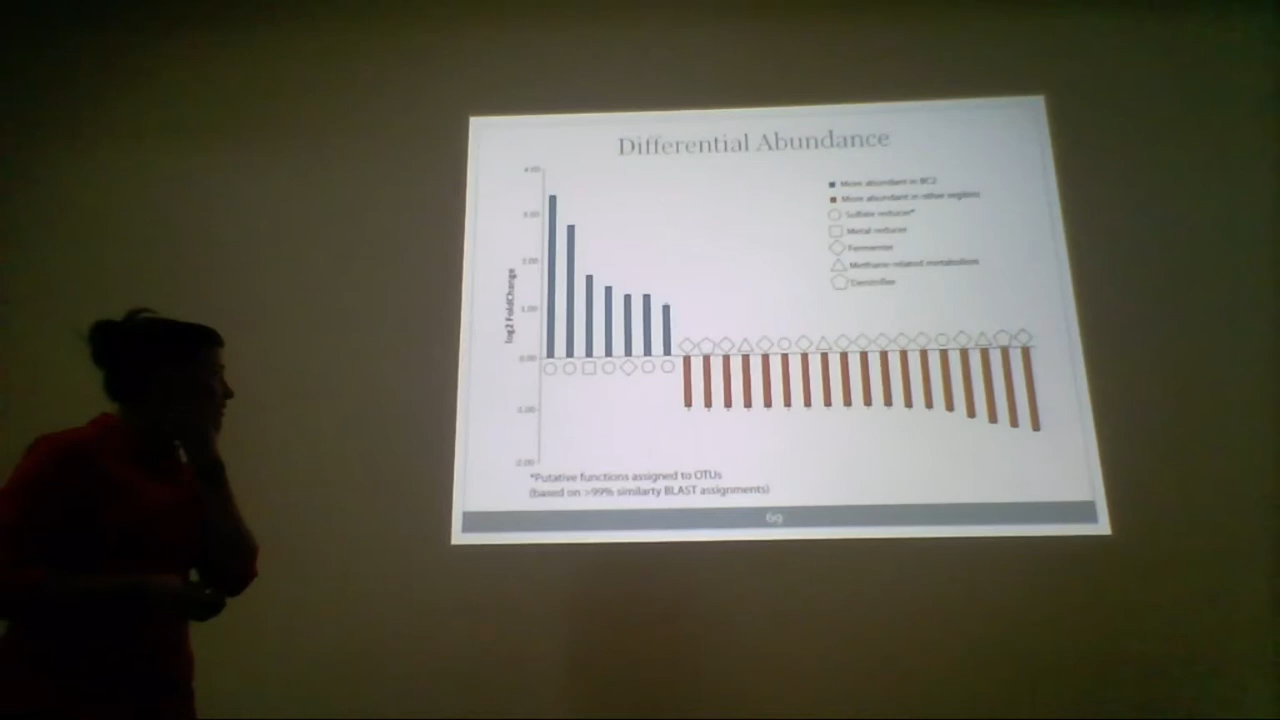 Differential Abundance
4.00
3.00
2.00
1.00
0.00
-1.00
-2.00
log2 FoldChange
More abundant in BC2
More abundant in other regions
Sulfate reducer*
Metal reducer
Fermenter
Methane-related metabolism
Denitrifier
*Putative functions assigned to OTUs
(based on >99% similarty BLAST assignments)
69